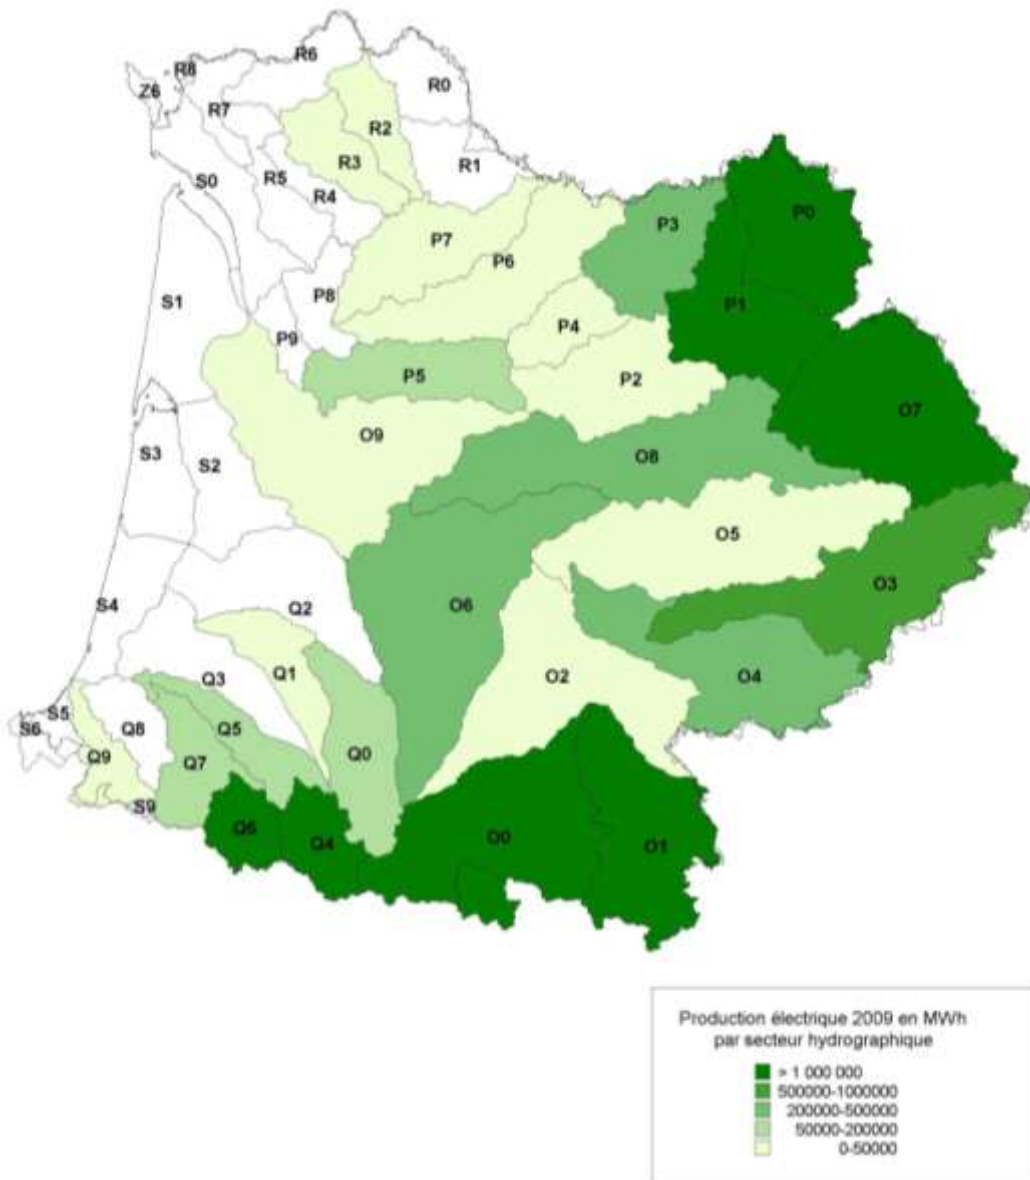 R6
R8
Z6
R0
R7
R2
R1
R3
R5
S0
R4
P3
P0
P7
P6
P8
S1
P1
P4
P9
P5
P2
O7
O9
S3
S2
O8
O5
O3
S4
Q2
O6
Q1
O2
O4
Q3
S5
S6
Q8
Q5
Q9
Q7
Q0
S9
Q6
Q4
O0
O1
Production électrique 2009 en MWh
par secteur hydrographique
> 1 000 000
500000-1000000
200000-500000
50000-200000
0-50000